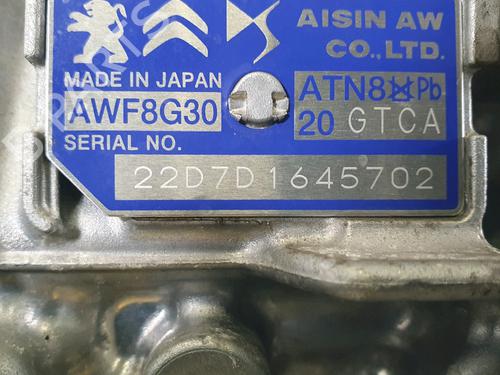 AISIN AW
CO.,LTD.
MADE IN JAPAN
ATN8 Pb
AWF8G30
20 GTCA
SERIAL NO.
22D7D1645702